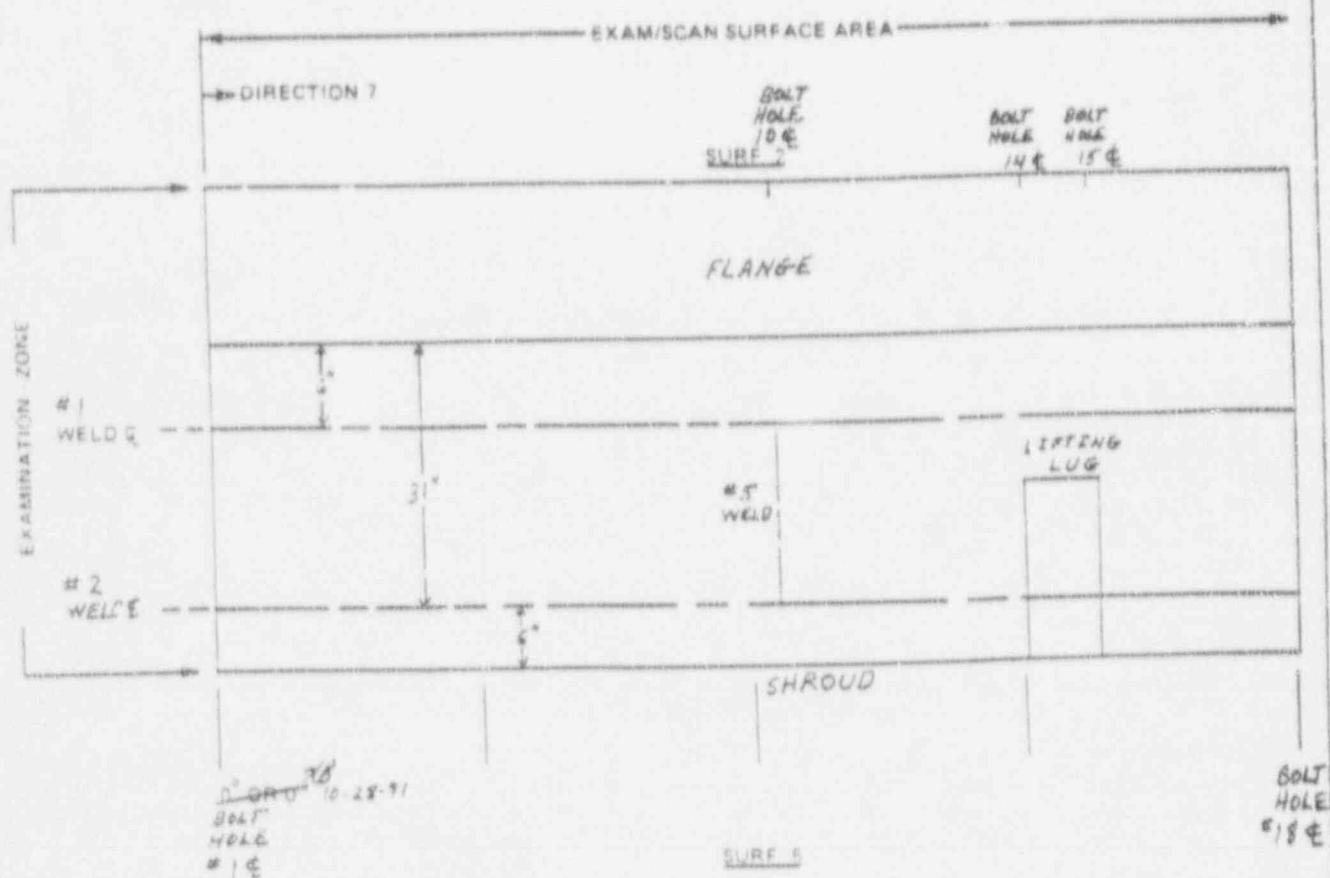 EXAM/SCAN SURFACE AREA
DIRECTION 7
BOLT
HOLE
10 ℄
SURF 2
BOLT
HOLE
14 ℄
BOLT
HOLE
15 ℄
FLANGE
EXAMINATION ZONE
#1
WELD ℄
31"
#5
WELD
LIFTING
LUG
#2
WELD ℄
6"
SHROUD
10-28-91
BOLT
HOLE
#1 ℄
SURF
BOLT
HOLE
#18 ℄